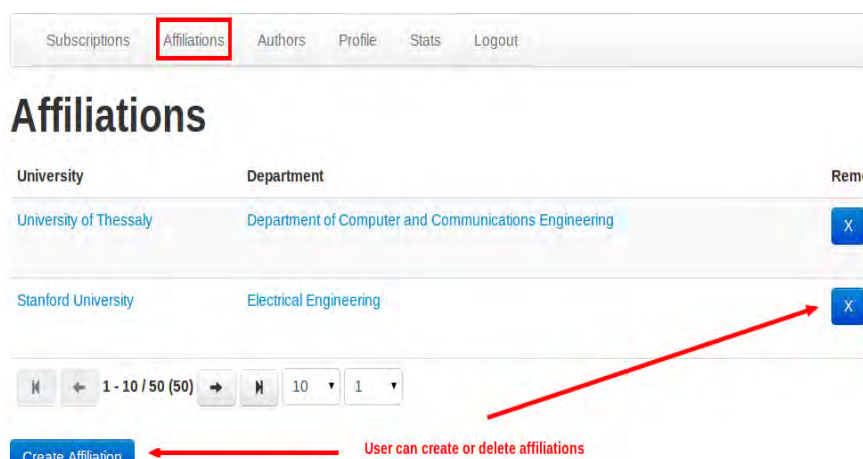 Subscriptions Affiliations Authors Profile Stats Logout
Affiliations
University Department
University of Thessaly Department of Computer and Communications Engineering X
Stanford University Electrical Engineering X
1 - 10 / 50 (50) 10 1
User can create or delete affiliations
Create Affiliation